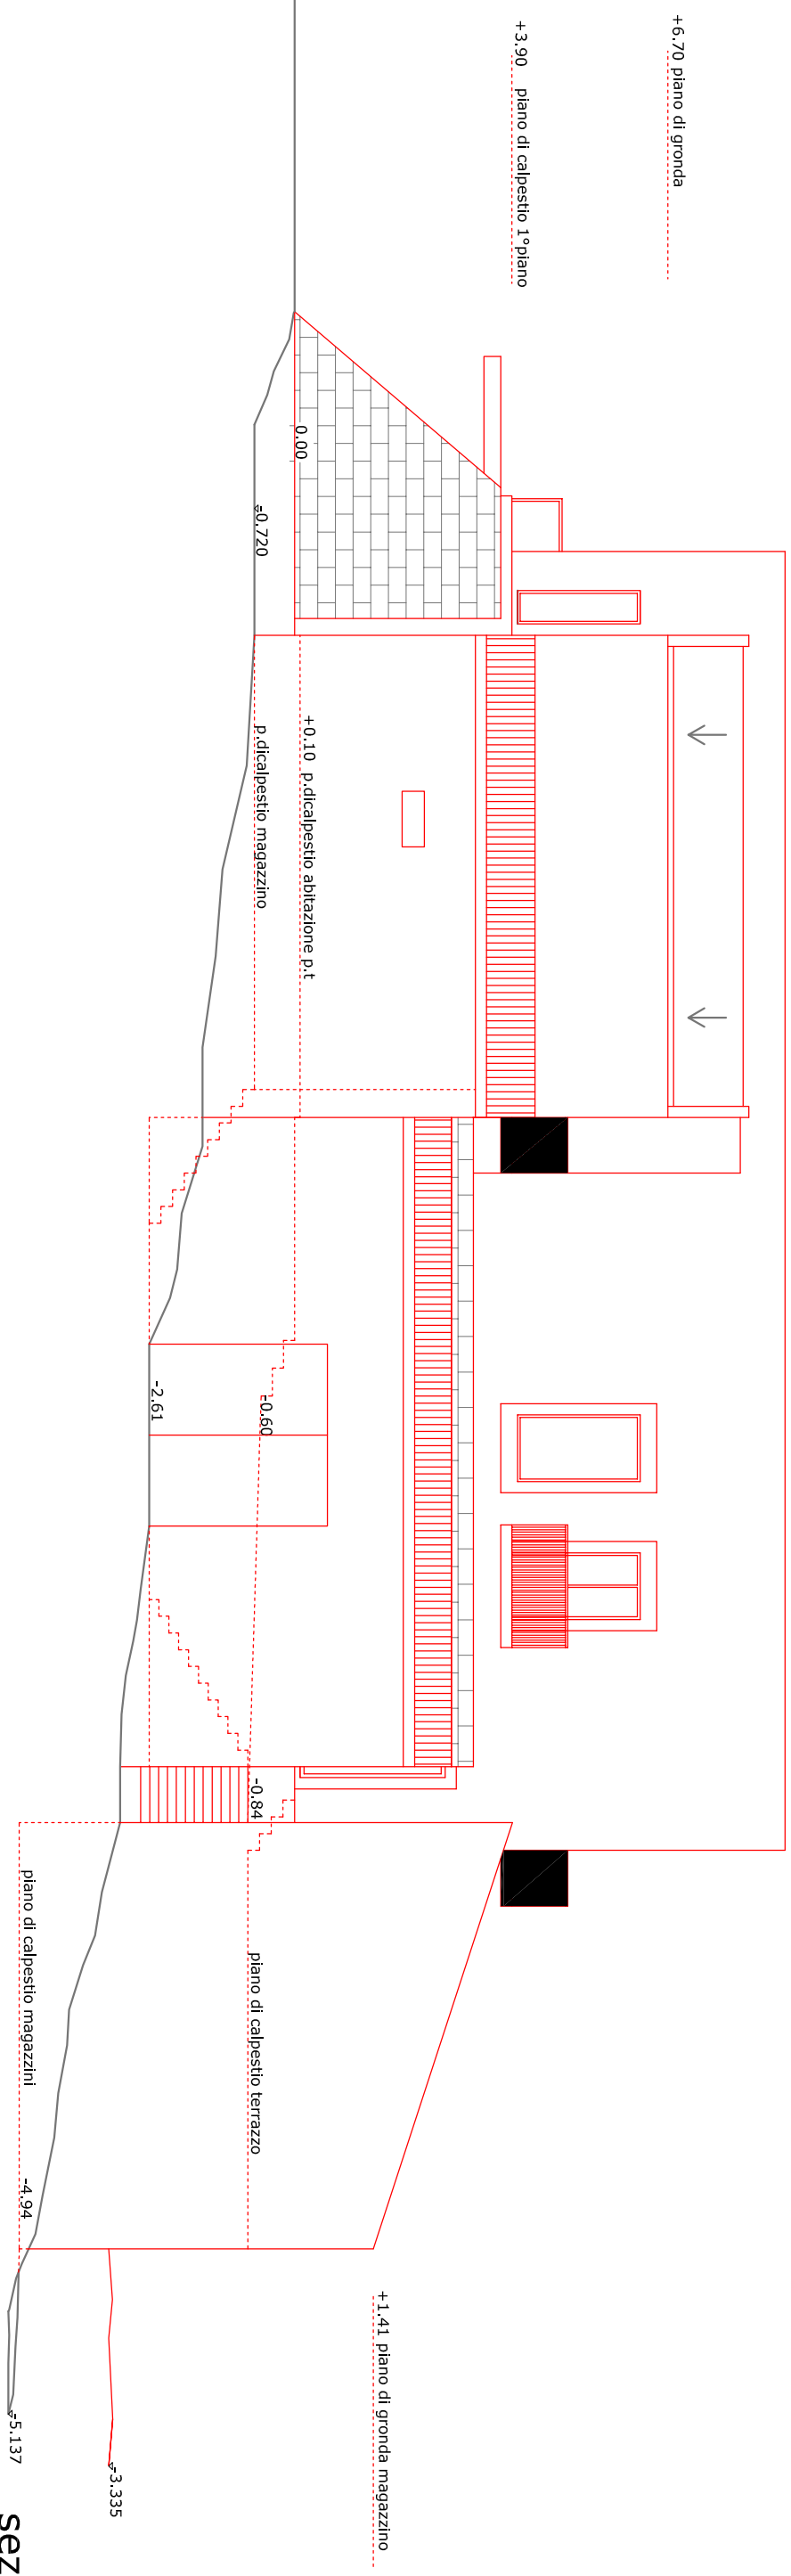 +6.70 piano di gronda
+3.90 piano di calpestio 1°piano
0.00
-0.720
+0.10 p.dicalpestio abitazione p.t
p.dicalpestio magazzino
-0.60
-2.61
-0.84
piano di calpestio terrazzo
piano di calpestio magazzini
-4.94
+1.41 piano di gronda magazzino
-3.335
-5.137
sez